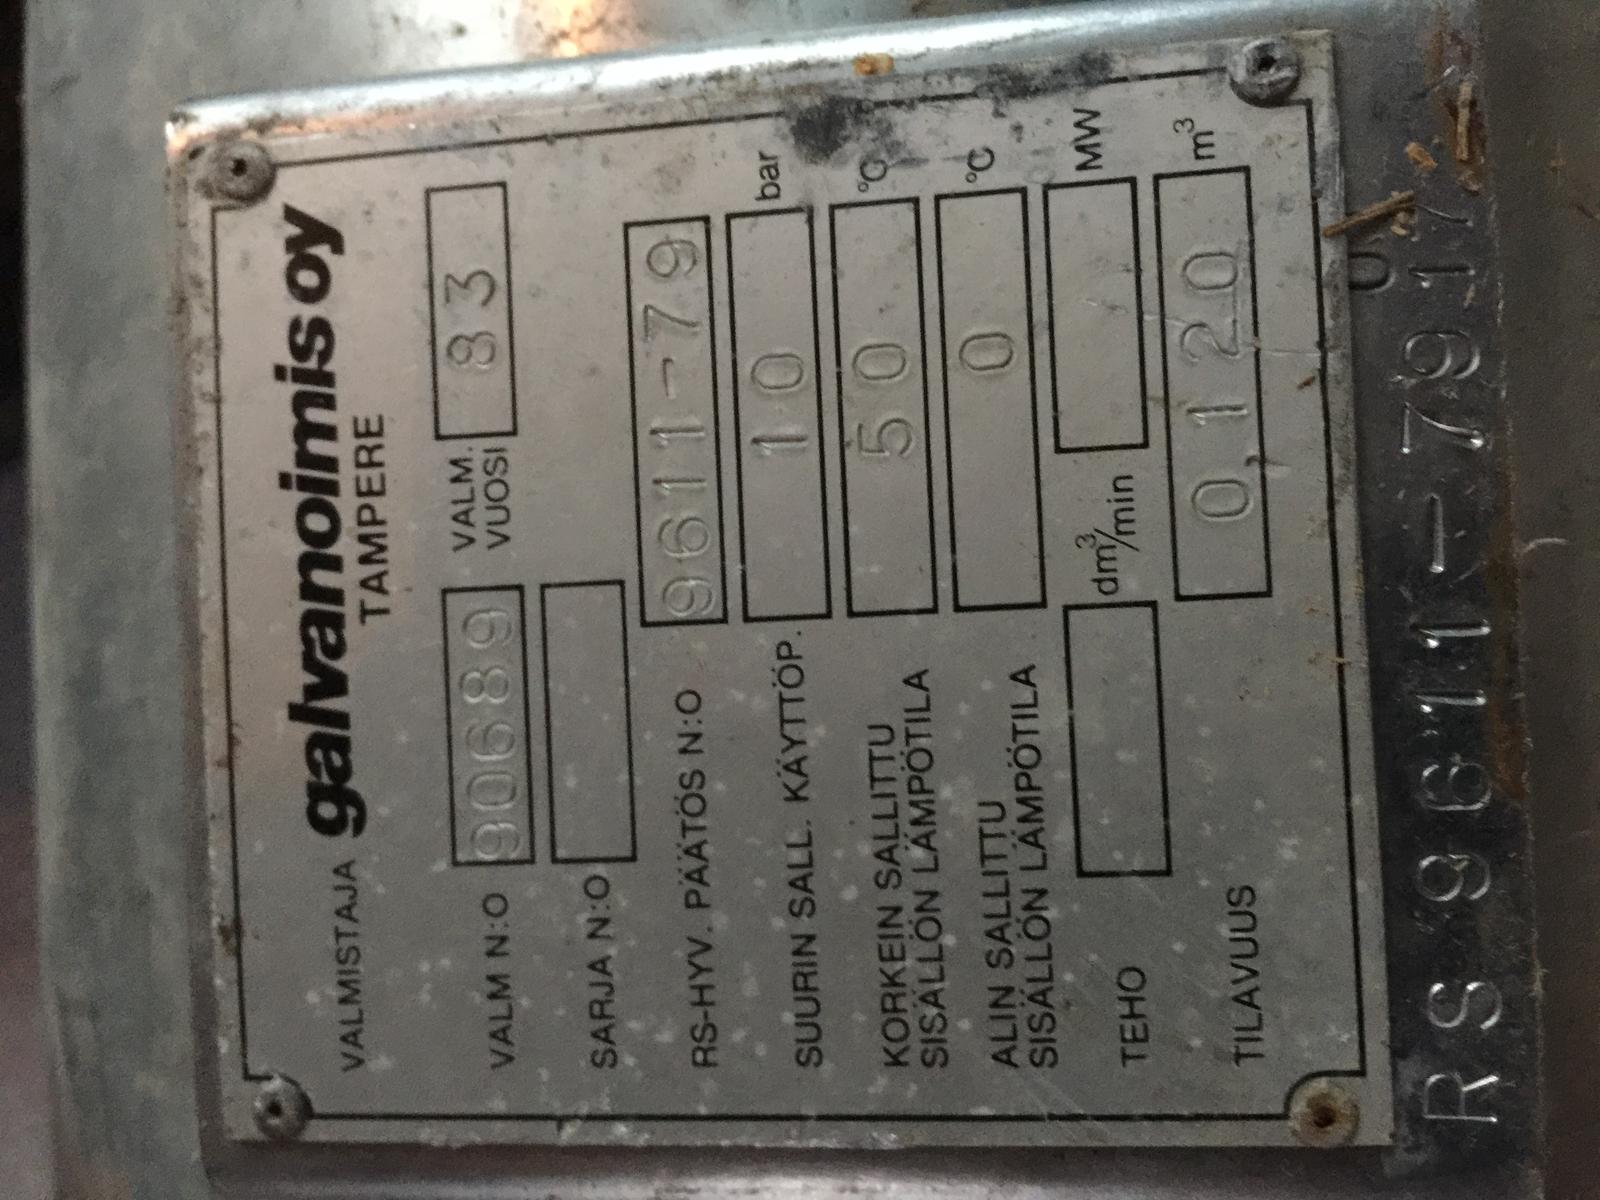 VALMISTAJA galvanoimis oy
TAMPERE
VALM N:O 90689 VALM. VUOSI 83
SARJA N:O
RS-HYV. PÄÄTÖS N:O 9611-79
SUURIN SALL. KÄYTTÖP. 10 bar
KORKEIN SALLITTU
SISÄLLÖN LÄMPÖTILA 50 °C
ALIN SALLITTU
SISÄLLÖN LÄMPÖTILA 0 °C
TEHO dm³/min MW
TILAVUUS 0,120 m³
RS 9611-79